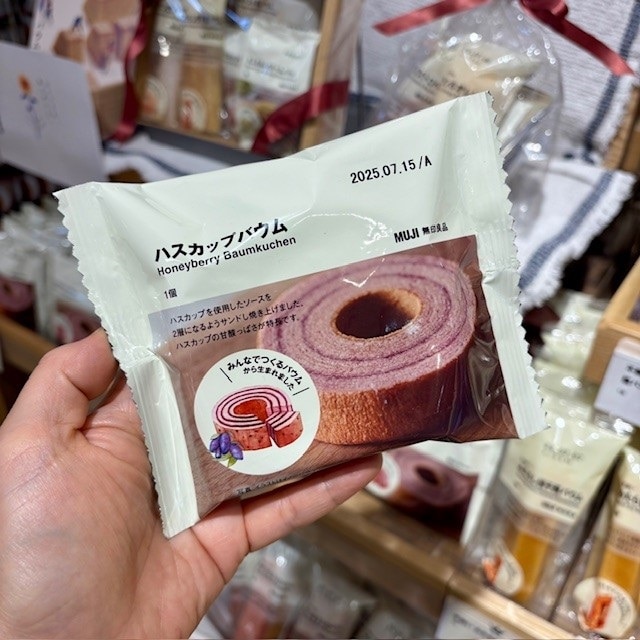 2025.07.15/A
ハスカップバウム
Honeyberry Baumkuchen
MUJI 無印良品
1個
ハスカップを使用したソースを
2層になるようサンドし焼き上げました。
ハスカップの甘酸っぱさが特長です。
みんなでつくるバウム
から生まれました